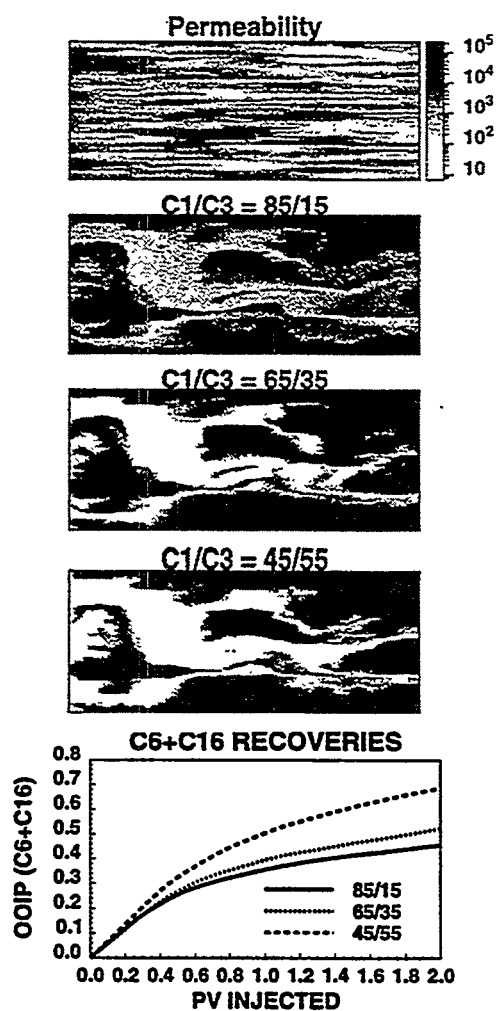 Permeability
10⁵
10⁴
10³
10²
10
C1/C3 = 85/15
C1/C3 = 65/35
C1/C3 = 45/55
C6+C16 RECOVERIES
OOIP (C6+C16)
0.8
0.7
0.6
0.5
0.4
0.3
0.2
0.1
0.0
85/15
65/35
45/55
0.0 0.2 0.4 0.6 0.8 1.0 1.2 1.4 1.6 1.8 2.0
PV INJECTED